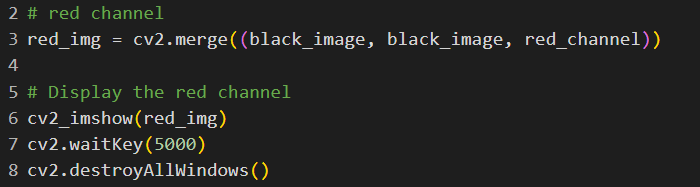 2 # red channel
3 red_img = cv2.merge((black_image, black_image, red_channel))
4
5 # Display the red channel
6 cv2_imshow(red_img)
7 cv2.waitKey(5000)
8 cv2.destroyAllWindows()